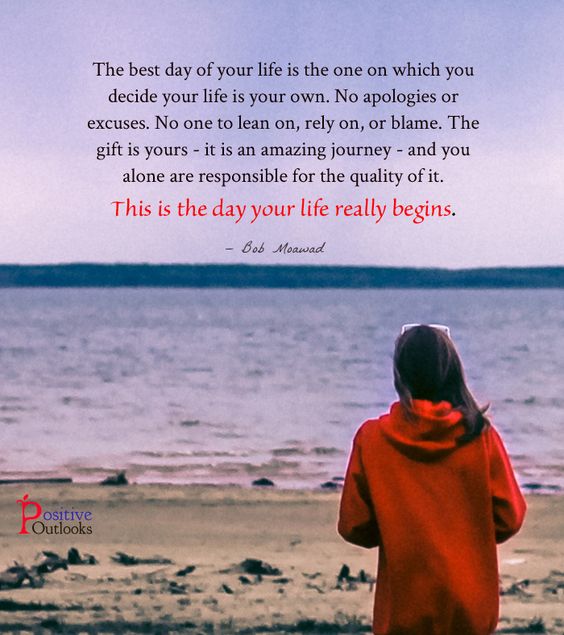 The best day of your life is the one on which you
decide your life is your own. No apologies or
excuses. No one to lean on, rely on, or blame. The
gift is yours - it is an amazing journey - and you
alone are responsible for the quality of it.
This is the day your life really begins.
– Bob Moawad
Positive
Outlooks